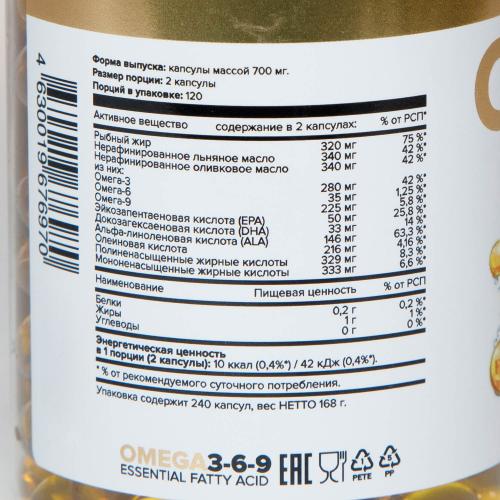 Форма выпуска: капсулы массой 700 мг.
Размер порции: 2 капсулы
Порций в упаковке: 120
Активное вещество содержание в 2 капсулах: % от РСП*
Рыбный жир 320 мг 75 %*
Нерафинированное льняное масло 340 мг 42 %*
Нерафинированное оливковое масло 340 мг 42 %*
из них:
Омега-3 280 мг 42 %*
Омега-6 35 мг 1,25 %*
Омега-9 225 мг 5,8 %*
Эйкозапентаеновая кислота (EPA) 50 мг 25,8 %*
Докозагексаеновая кислота (DHA) 33 мг 14 %*
Альфа-линоленовая кислота (ALA) 146 мг 63,3 %*
Олеиновая кислота 216 мг 4,16 %*
Полиненасыщенные жирные кислоты 329 мг 8,3 %*
Мононенасыщенные жирные кислоты 333 мг 6,6 %*
Наименование Пищевая ценность % от РСП
Белки 0,2 г 0,2 %*
Жиры 1 г 1 %*
Углеводы 0 г 0 %*
Энергетическая ценность
в 1 порции (2 капсулы): 10 ккал (0,4%*) / 42 кДж (0,4%*).
* % от рекомендуемого суточного потребления.
Упаковка содержит 240 капсул, вес НЕТТО 168 г.
OMEGA3-6-9
ESSENTIAL FATTY ACID
EAC
1 PETE
5 PP
4 630019 676970